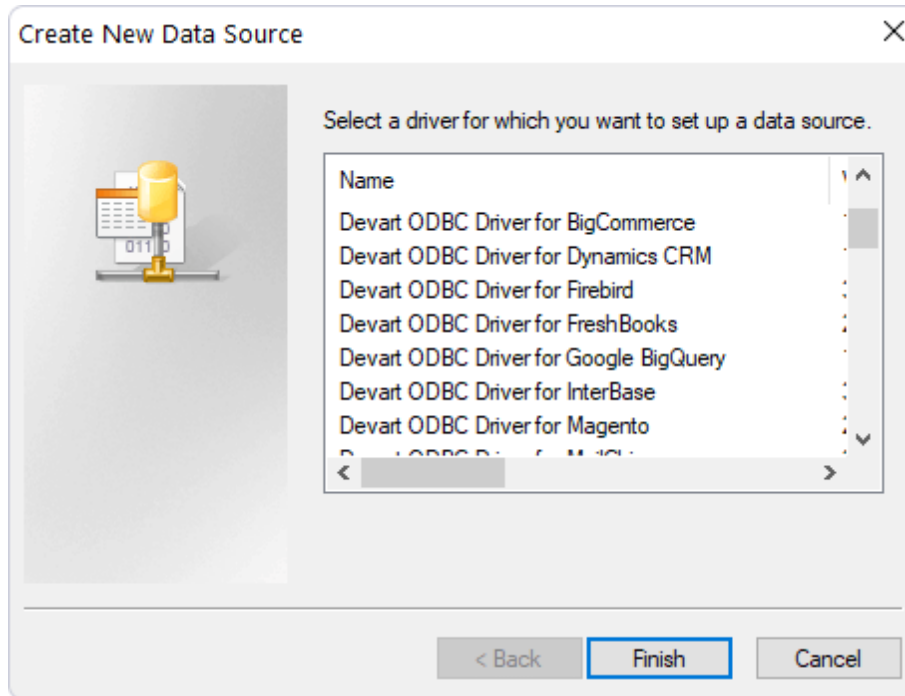 Create New Data Source
Select a driver for which you want to set up a data source.
Name
Devart ODBC Driver for BigCommerce
Devart ODBC Driver for Dynamics CRM
Devart ODBC Driver for Firebird
Devart ODBC Driver for FreshBooks
Devart ODBC Driver for Google BigQuery
Devart ODBC Driver for InterBase
Devart ODBC Driver for Magento
< Back
Finish
Cancel